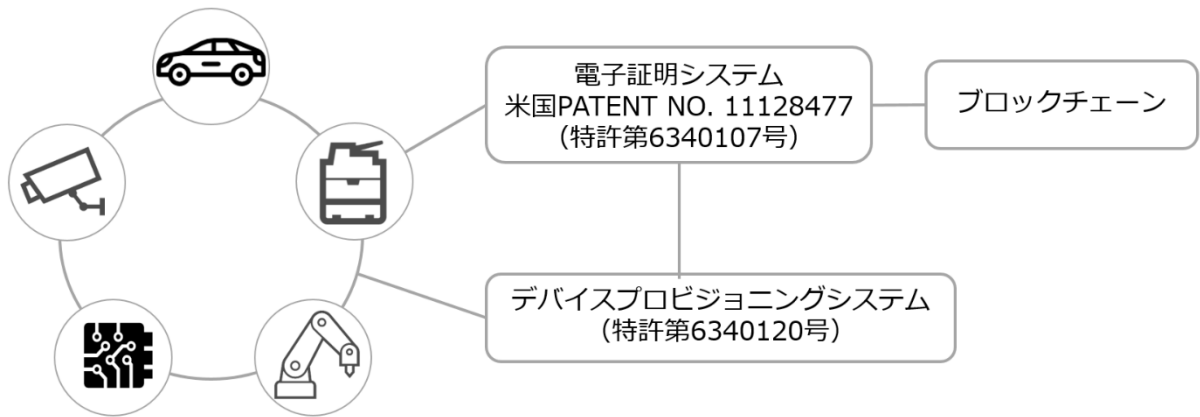 電子証明システム
米国PATENT NO. 11128477
(特許第6340107号)
ブロックチェーン
デバイスプロビジョニングシステム
(特許第6340120号)